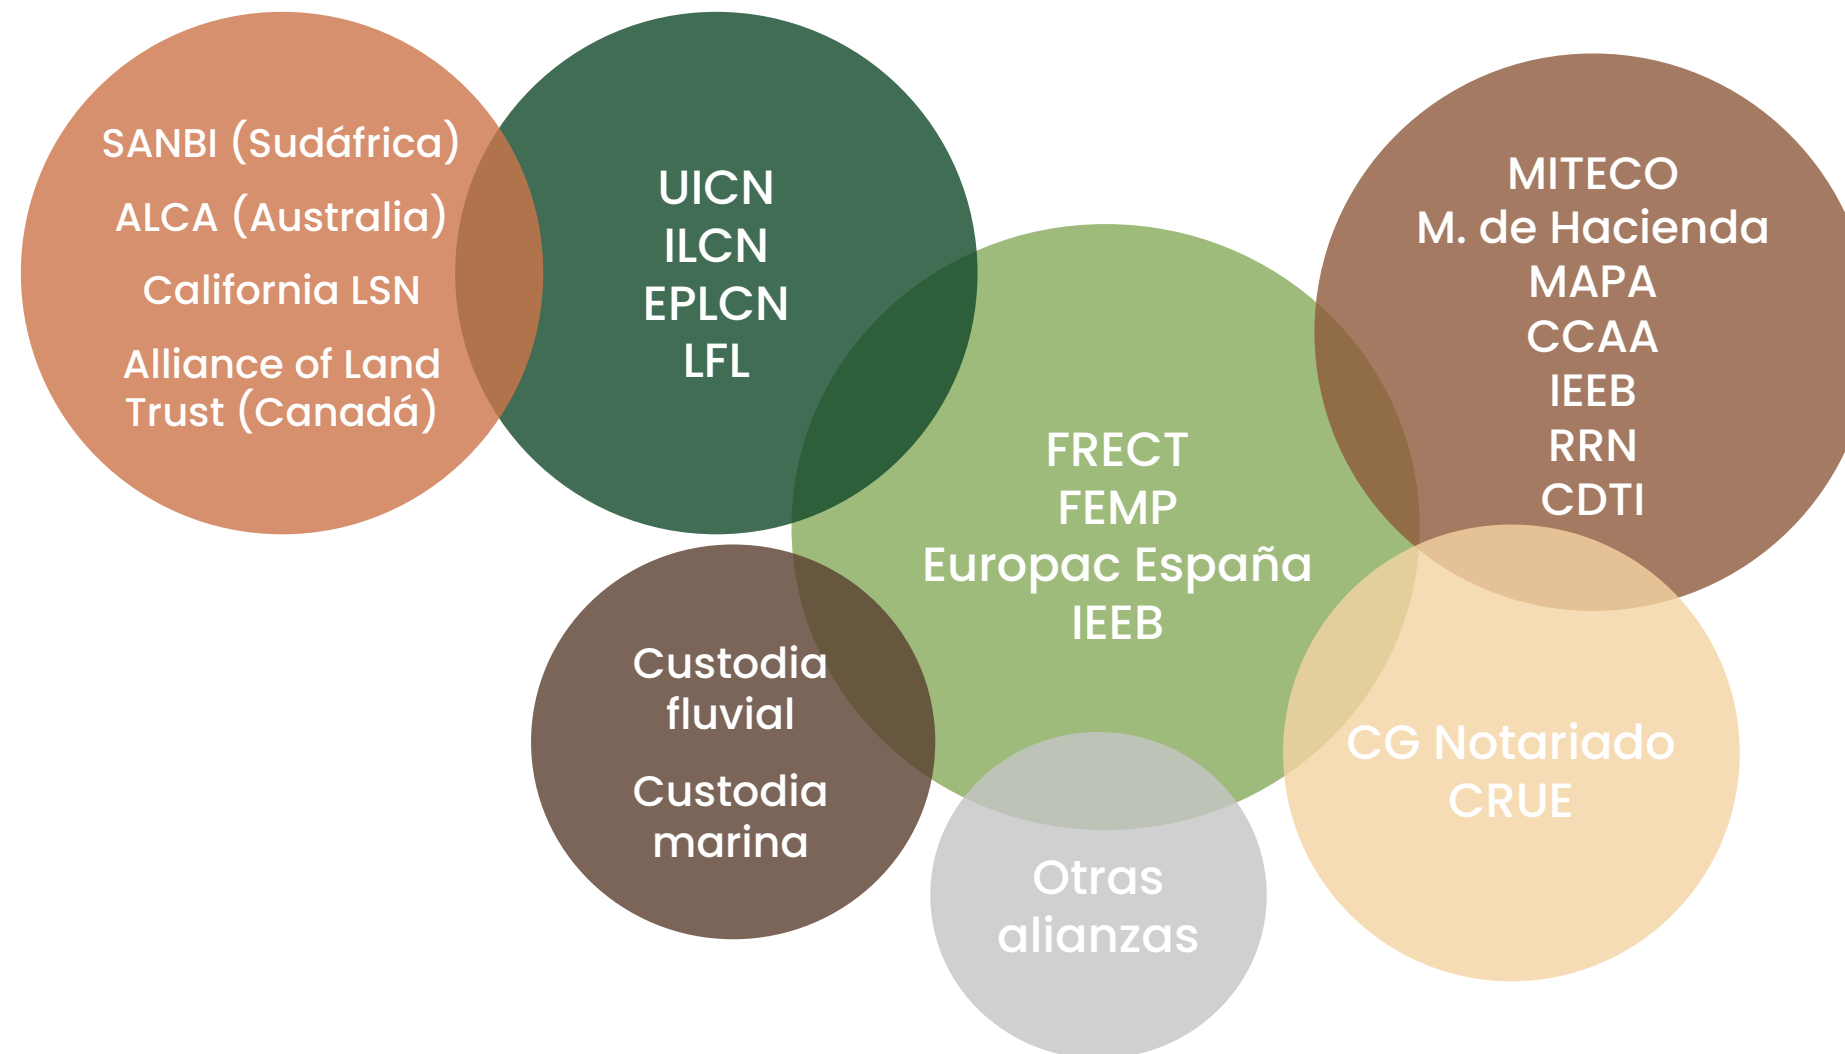 SANBI (Sudáfrica)
ALCA (Australia)
California LSN
Alliance of Land
Trust (Canadá)
UICN
ILCN
EPLCN
LFL
FRECT
FEMP
Europac España
IEEB
MITECO
M. de Hacienda
MAPA
CCAA
IEEB
RRN
CDTI
Custodia
fluvial
Custodia
marina
Otras
alianzas
CG Notariado
CRUE